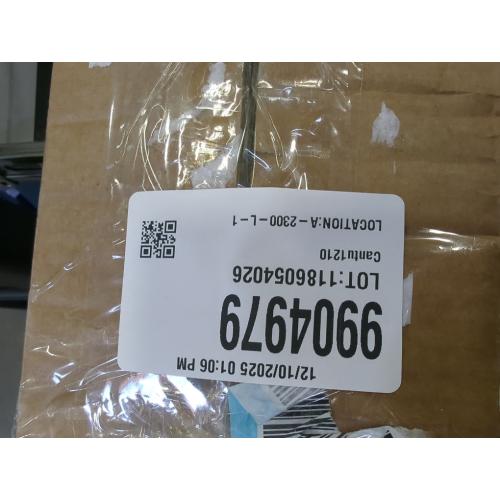 12/10/2025 01:06 PM
9904979
LOT:1186054026
Cantu1210
LOCATION:A - 2300 - L - 1